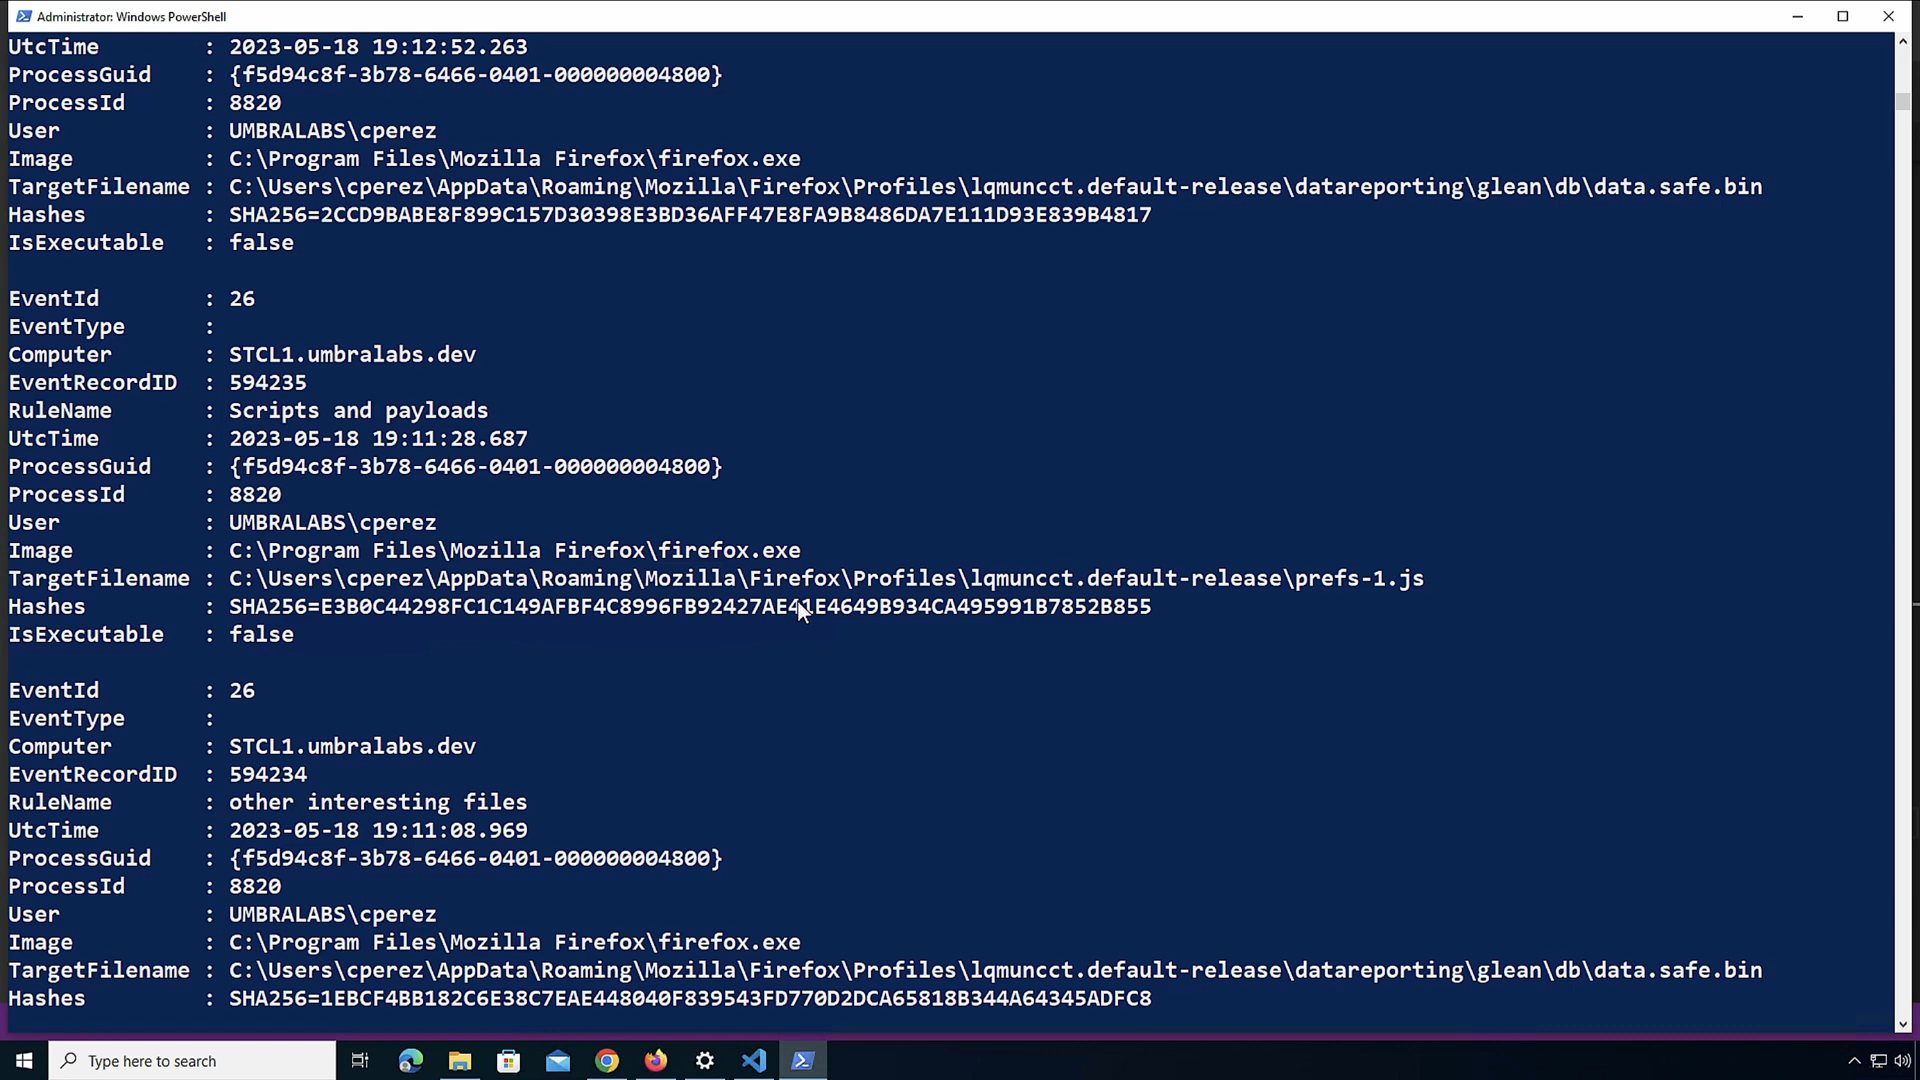 Administrator: Windows PowerShell
UtcTime : 2023-05-18 19:12:52.263
ProcessGuid : {f5d94c8f-3b78-6466-0401-000000004800}
ProcessId : 8820
User : UMBRALABS\cperez
Image : C:\Program Files\Mozilla Firefox\firefox.exe
TargetFilename : C:\Users\cperez\AppData\Roaming\Mozilla\Firefox\Profiles\lqmuncct.default-release\datareporting\glean\db\data.safe.bin
Hashes : SHA256=2CCD9BABE8F899C157D30398E3BD36AFF47E8FA9B8486DA7E111D93E839B4817
IsExecutable : false
EventId : 26
EventType :
Computer : STCL1.umbralabs.dev
EventRecordID : 594235
RuleName : Scripts and payloads
UtcTime : 2023-05-18 19:11:28.687
ProcessGuid : {f5d94c8f-3b78-6466-0401-000000004800}
ProcessId : 8820
User : UMBRALABS\cperez
Image : C:\Program Files\Mozilla Firefox\firefox.exe
TargetFilename : C:\Users\cperez\AppData\Roaming\Mozilla\Firefox\Profiles\lqmuncct.default-release\prefs-1.js
Hashes : SHA256=E3B0C44298FC1C149AFBF4C8996FB92427AE41E4649B934CA495991B7852B855
IsExecutable : false
EventId : 26
EventType :
Computer : STCL1.umbralabs.dev
EventRecordID : 594234
RuleName : other interesting files
UtcTime : 2023-05-18 19:11:08.969
ProcessGuid : {f5d94c8f-3b78-6466-0401-000000004800}
ProcessId : 8820
User : UMBRALABS\cperez
Image : C:\Program Files\Mozilla Firefox\firefox.exe
TargetFilename : C:\Users\cperez\AppData\Roaming\Mozilla\Firefox\Profiles\lqmuncct.default-release\datareporting\glean\db\data.safe.bin
Hashes : SHA256=1EBCF4BB182C6E38C7EAE448040F839543FD770D2DCA65818B344A64345ADFC8
Type here to search